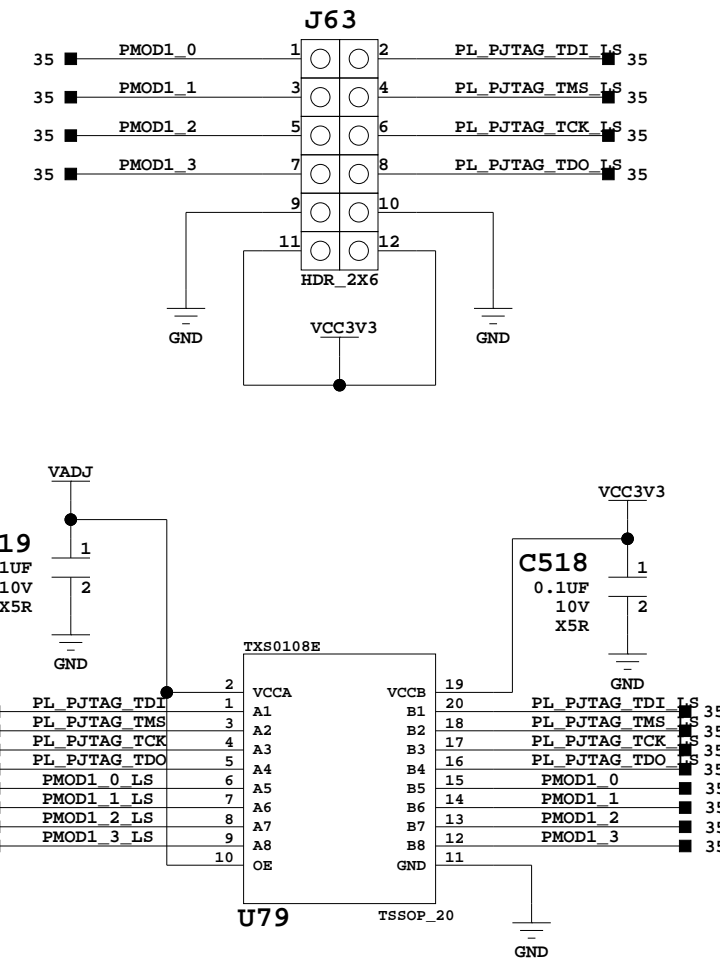 J63
35 PMOD1_0 1 2 PL_PJTAG_TDI_LS 35
35 PMOD1_1 3 4 PL_PJTAG_TMS_LS 35
35 PMOD1_2 5 6 PL_PJTAG_TCK_LS 35
35 PMOD1_3 7 8 PL_PJTAG_TDO_LS 35
9 10
11 12
HDR_2X6
VCC3V3
GND GND
VADJ
VCC3V3
19 1
1UF
10V 2
X5R
GND
C518 1
0.1UF
10V 2
X5R
GND
TXS0108E
2 VCCA VCCB 19
PL_PJTAG_TDI 1 A1 B1 20 PL_PJTAG_TDI_LS 35
PL_PJTAG_TMS 3 A2 B2 18 PL_PJTAG_TMS_LS 35
PL_PJTAG_TCK 4 A3 B3 17 PL_PJTAG_TCK_LS 35
PL_PJTAG_TDO 5 A4 B4 16 PL_PJTAG_TDO_LS 35
PMOD1_0_LS 6 A5 B5 15 PMOD1_0 35
PMOD1_1_LS 7 A6 B6 14 PMOD1_1 35
PMOD1_2_LS 8 A7 B7 13 PMOD1_2 35
PMOD1_3_LS 9 A8 B8 12 PMOD1_3 35
10 OE GND 11
U79 TSSOP_20
GND